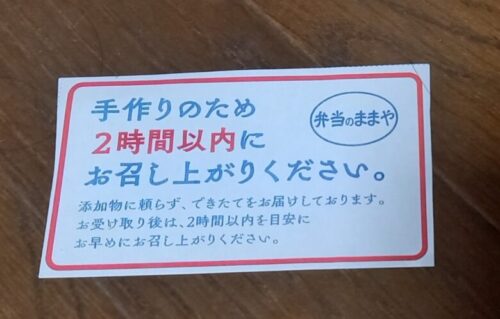 手作りのため
2時間以内に
お召し上がりください。
弁当のままや
添加物に頼らず、できたてをお届けしております。
お受け取り後は、2時間以内を目安に
お早めにお召し上がりください。